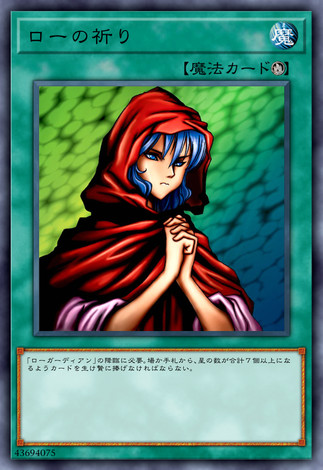 ローの祈り
魔
【魔法カード】
「ローガーディアン」の降臨に必要。場か手札から、星の数が合計７個以上にな
るようカードを生け贄に捧げなければならない。
43694075